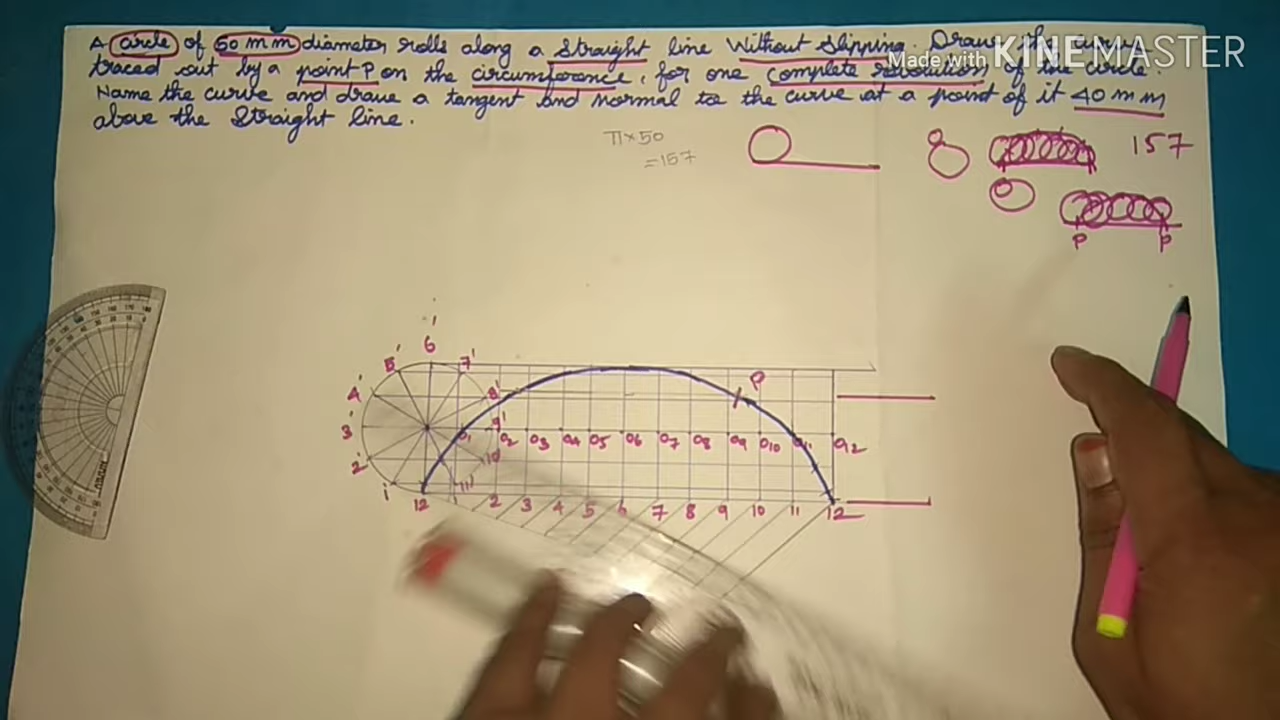 A circle of 50 mm diameter rolls along a Straight line Without Slipping. Draw the curve
traced out by a point P on the circumference, for one complete revolution of the circle.
Name the curve and draw a tangent and normal to the curve at a point of it 40 mm
above the Straight line.
Made with KINEMASTER
π×50
=157
157
P P
6'
5' 7'
4' 8'
P
3' 9'
O1 O2 O3 O4 O5 O6 O7 O8 O9 O10 O11 O12
2' 10'
1' 11'
12 1 2 3 4 5 6 7 8 9 10 11 12